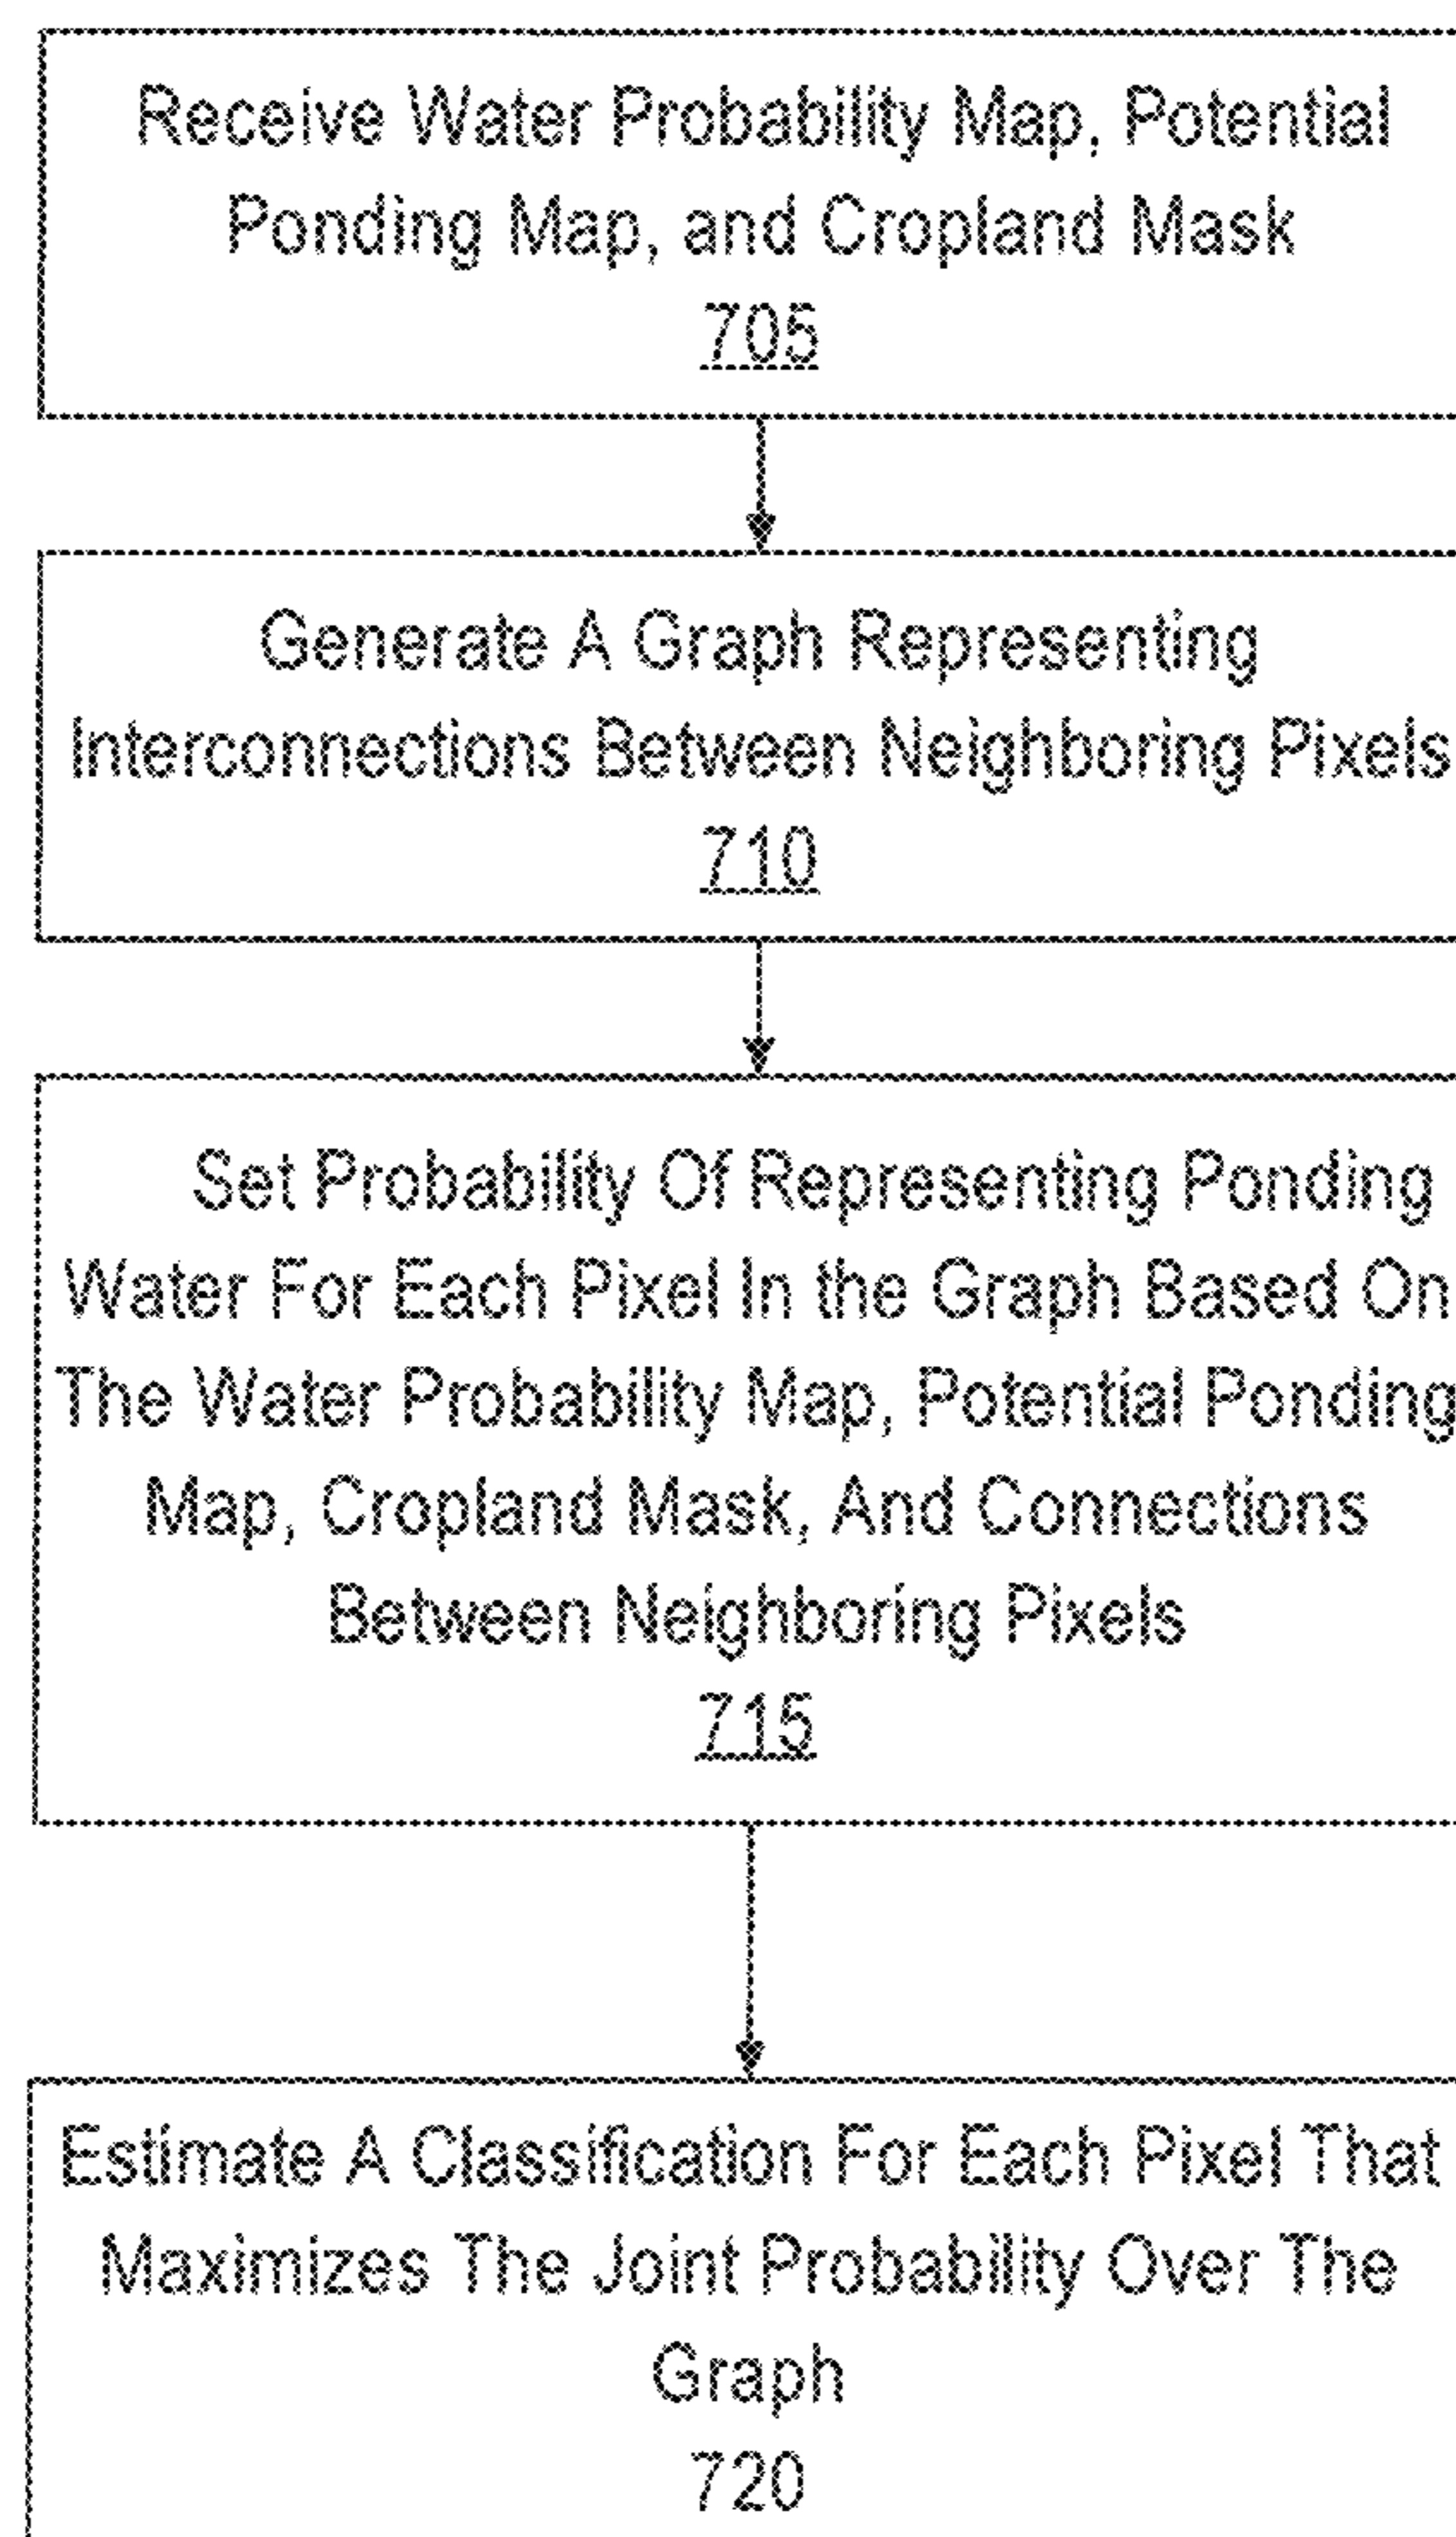 Receive Water Probability Map, Potential
Ponding Map, and Cropland Mask
705
Generate A Graph Representing
Interconnections Between Neighboring Pixels
710
Set Probability Of Representing Ponding
Water For Each Pixel In the Graph Based On
The Water Probability Map, Potential Ponding
Map, Cropland Mask, And Connections
Between Neighboring Pixels
715
Estimate A Classification For Each Pixel That
Maximizes The Joint Probability Over The
Graph
720